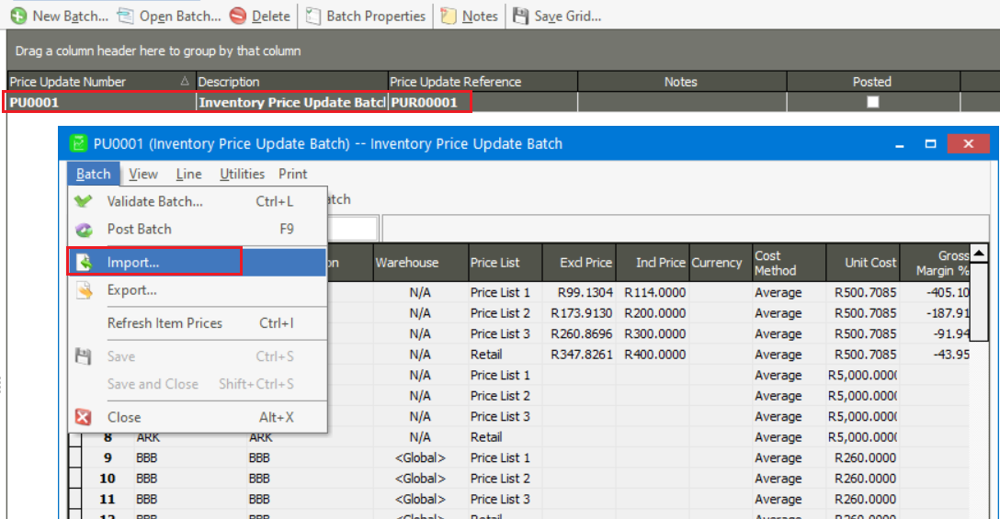 New Batch... Open Batch... Delete Batch Properties Notes Save Grid...
Drag a column header here to group by that column
Price Update Number Description Price Update Reference Notes Posted
PU0001 Inventory Price Update Batc PUR00001
PU0001 (Inventory Price Update Batch) -- Inventory Price Update Batch
Batch View Line Utilities Print
Validate Batch... Ctrl+L
Post Batch F9
Import...
Export...
Refresh Item Prices Ctrl+I
Save Ctrl+S
Save and Close Shift+Ctrl+S
Close Alt+X
atch
on Warehouse Price List Excl Price Incl Price Currency Cost Method Unit Cost Gross Margin %
N/A Price List 1 R99.1304 R114.0000 Average R500.7085 -405.10
N/A Price List 2 R173.9130 R200.0000 Average R500.7085 -187.91
N/A Price List 3 R260.8696 R300.0000 Average R500.7085 -91.94
N/A Retail R347.8261 R400.0000 Average R500.7085 -43.95
N/A Price List 1 Average R5,000.0000
N/A Price List 2 Average R5,000.0000
N/A Price List 3 Average R5,000.0000
8 ARK ARK N/A Retail Average R5,000.0000
9 BBB BBB <Global> Price List 1 Average R260.0000
10 BBB BBB <Global> Price List 2 Average R260.0000
11 BBB BBB <Global> Price List 3 Average R260.0000
12 BBB BBB <Global> Retail Average R260.0000